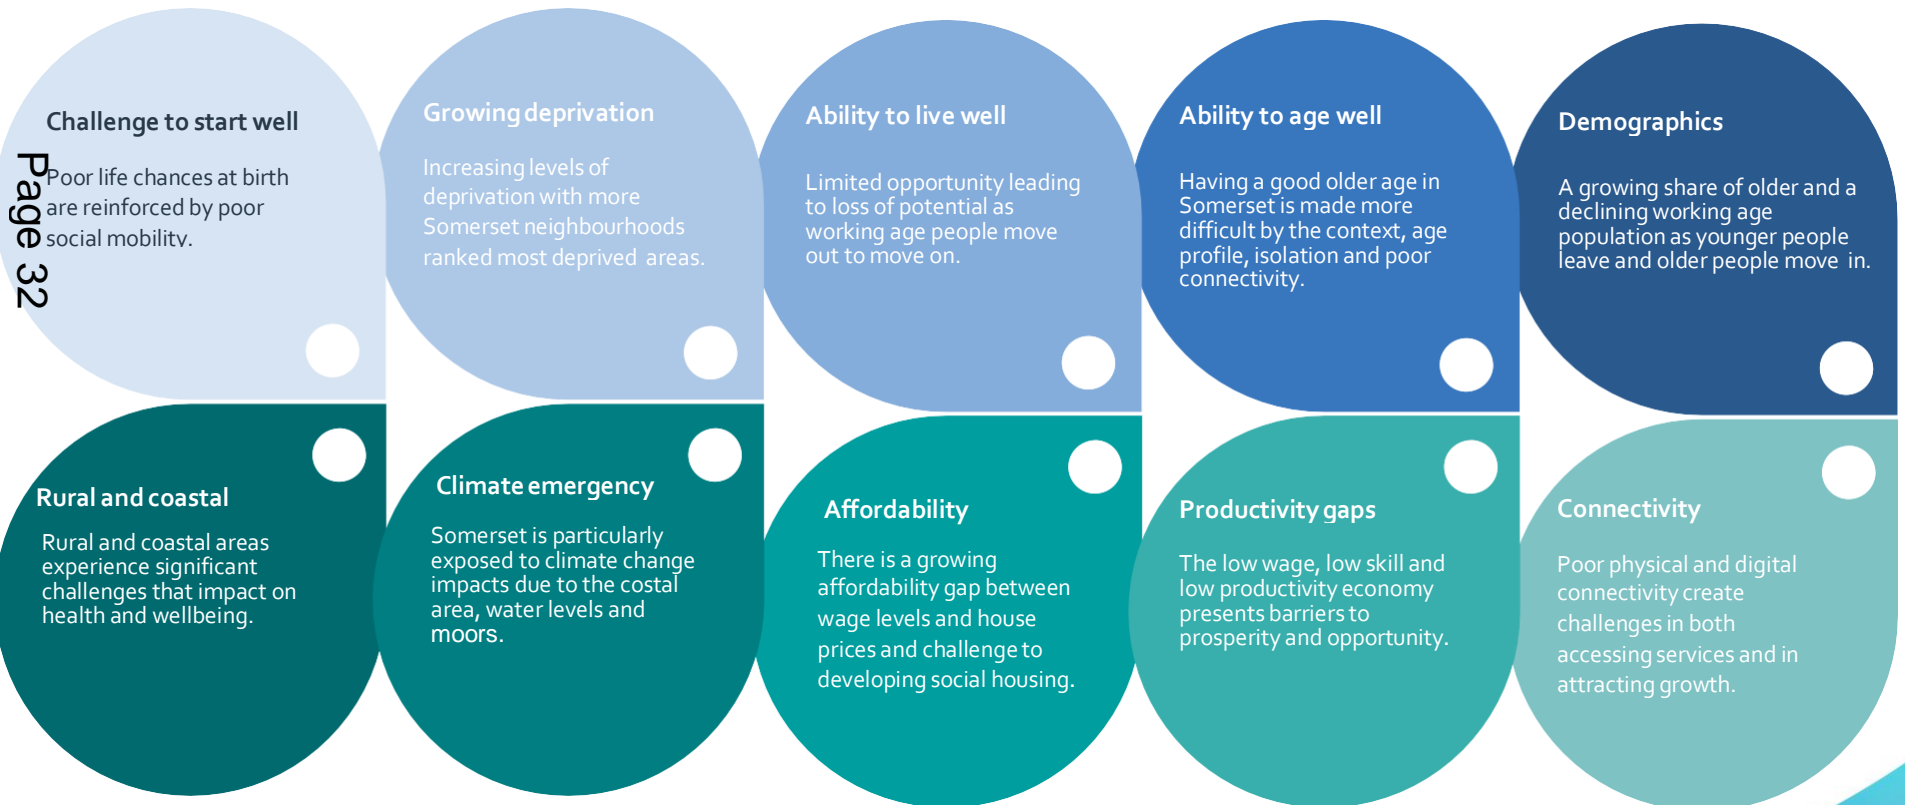 Page 32
Challenge to start well
Poor life chances at birth
are reinforced by poor
social mobility.
Growing deprivation
Increasing levels of
deprivation with more
Somerset neighbourhoods
ranked most deprived areas.
Ability to live well
Limited opportunity leading
to loss of potential as
working age people move
out to move on.
Ability to age well
Having a good older age in
Somerset is made more
difficult by the context, age
profile, isolation and poor
connectivity.
Demographics
A growing share of older and a
declining working age
population as younger people
leave and older people move in.
Rural and coastal
Rural and coastal areas
experience significant
challenges that impact on
health and wellbeing.
Climate emergency
Somerset is particularly
exposed to climate change
impacts due to the costal
area, water levels and
moors.
Affordability
There is a growing
affordability gap between
wage levels and house
prices and challenge to
developing social housing.
Productivity gaps
The low wage, low skill and
low productivity economy
presents barriers to
prosperity and opportunity.
Connectivity
Poor physical and digital
connectivity create
challenges in both
accessing services and in
attracting growth.